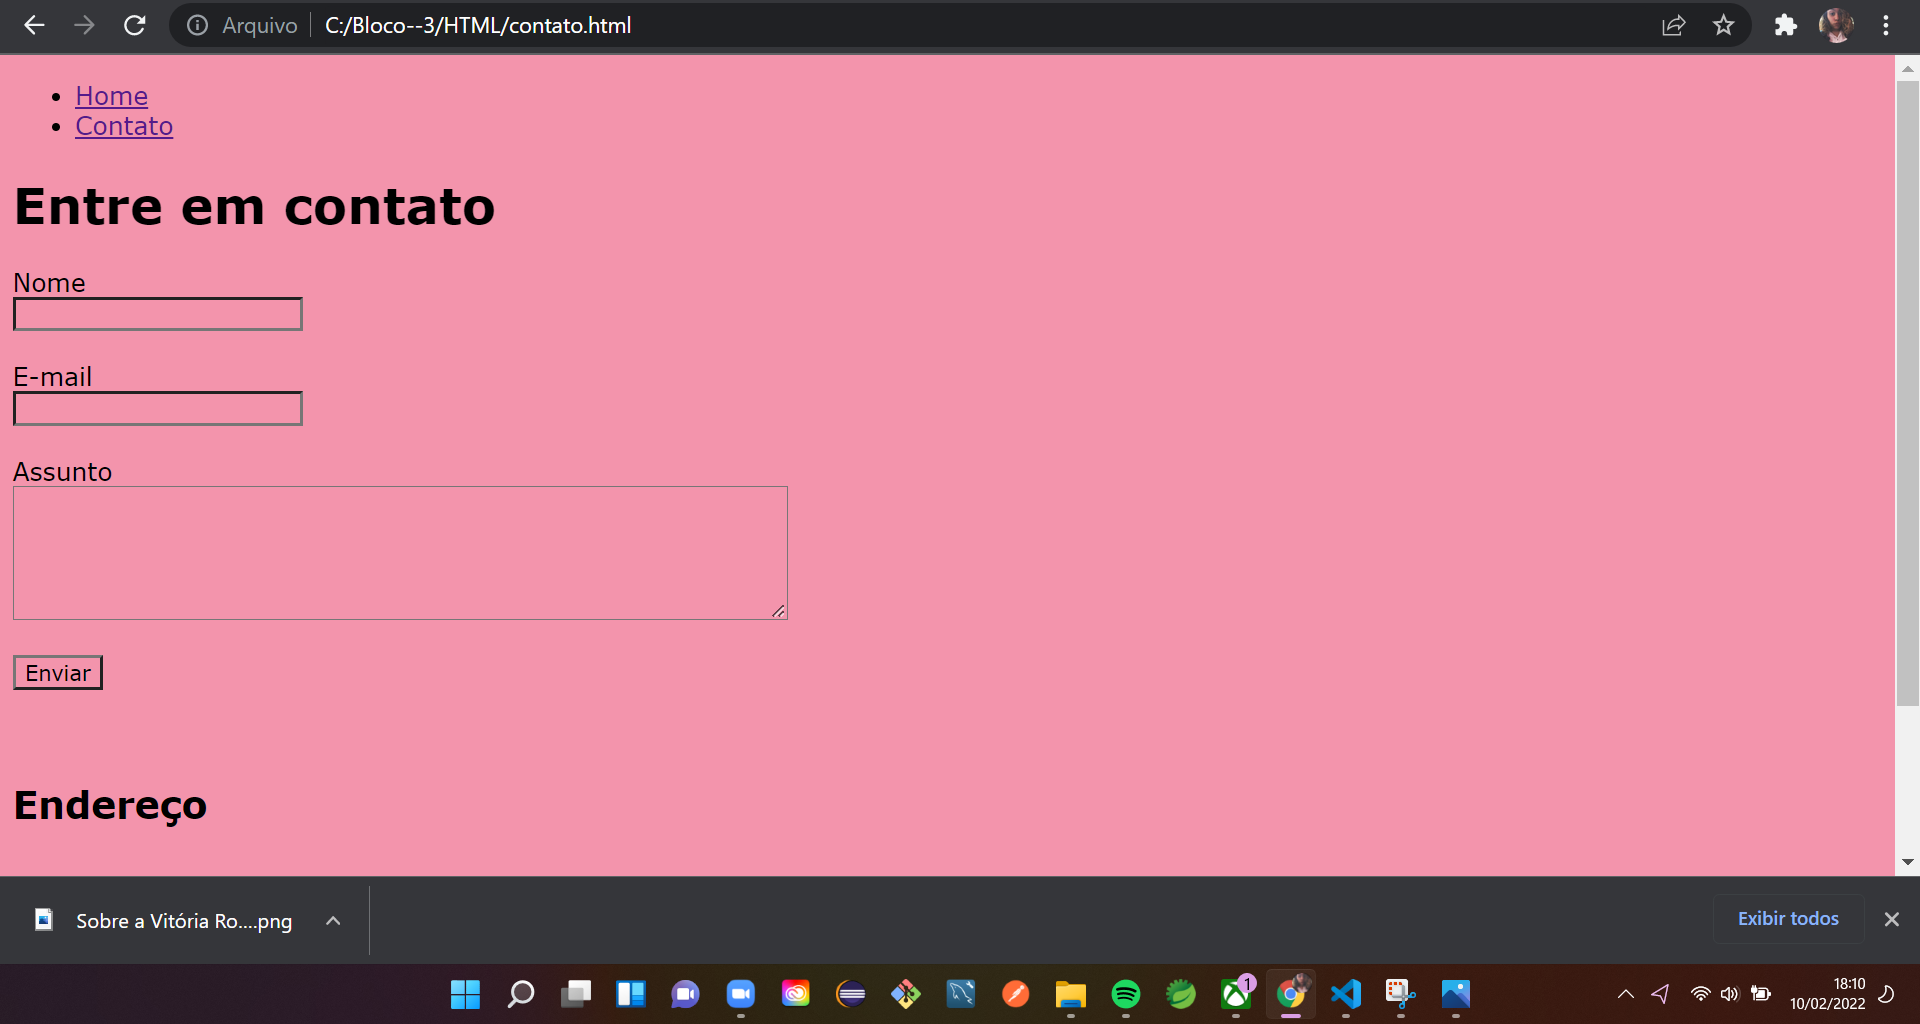 Arquivo C:/Bloco--3/HTML/contato.html
Home
Contato
Entre em contato
Nome
E-mail
Assunto
Enviar
Endereço
Sobre a Vitória Ro....png
Exibir todos
1
18:10
10/02/2022